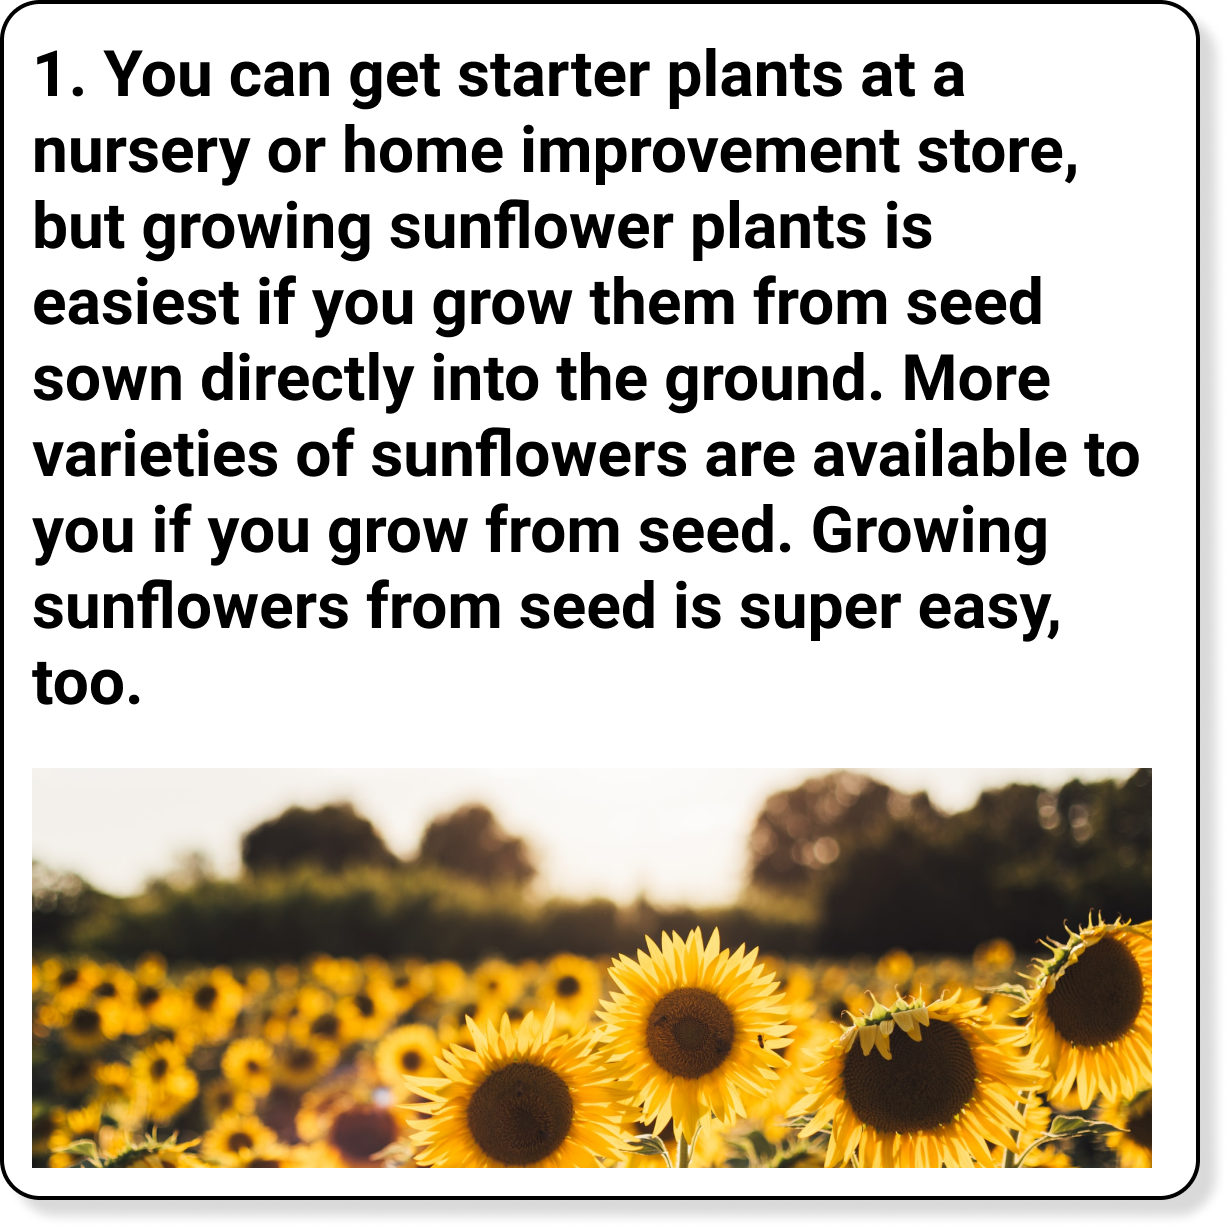 1. You can get starter plants at a
nursery or home improvement store,
but growing sunflower plants is
easiest if you grow them from seed
sown directly into the ground. More
varieties of sunflowers are available to
you if you grow from seed. Growing
sunflowers from seed is super easy,
too.